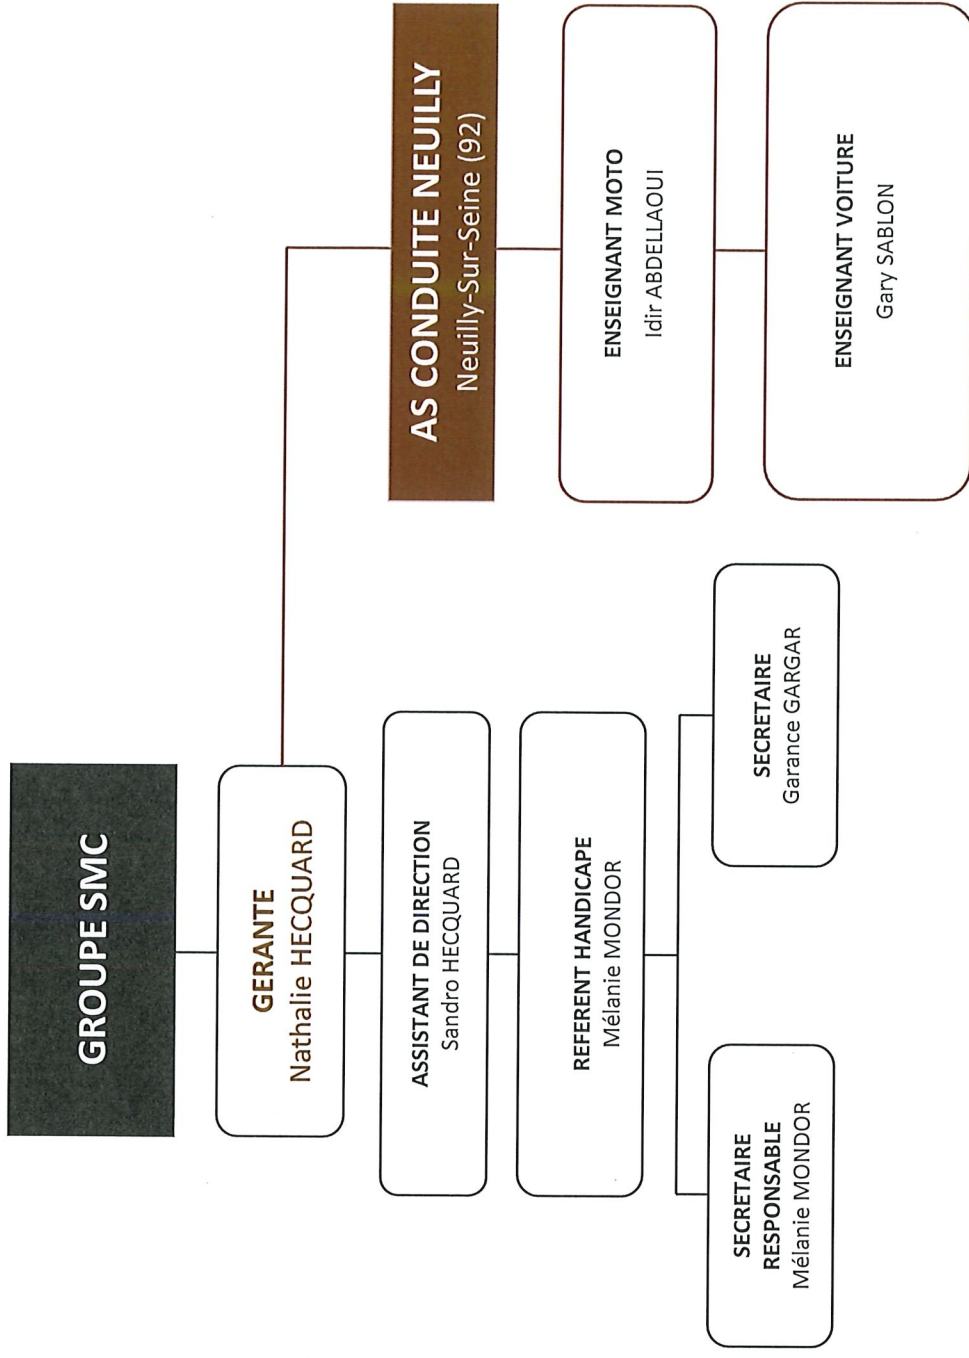 GROUPE SMC
GERANTE
Nathalie HECQUARD
ASSISTANT DE DIRECTION
Sandro HECQUARD
REFERENT HANDICAPE
Mélanie MONDOR
SECRETAIRE
RESPONSABLE
Mélanie MONDOR
SECRETAIRE
Garance GARGAR
AS CONDUITE NEUILLY
Neuilly-Sur-Seine (92)
ENSEIGNANT MOTO
Idir ABDELLAOUI
ENSEIGNANT VOITURE
Gary SABLON